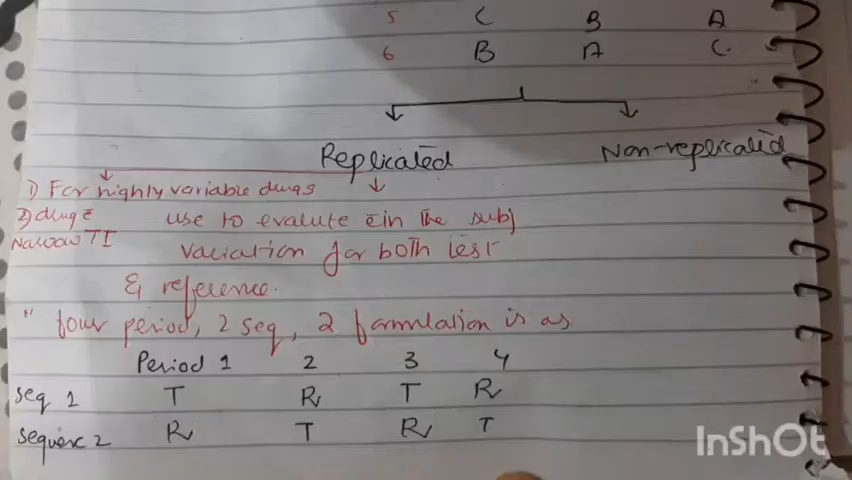 5 C B A
6 B A C
Replicated Non-replicated
1) For highly variable drugs
2) drug c̄ use to evalute c̄in the subj
Narrow TI variation for both test
& reference.
" four period, 2 seq, 2 formulation is as
Period 1 2 3 4
Seq 1 T R T R
Sequence 2 R T R T
InShOt